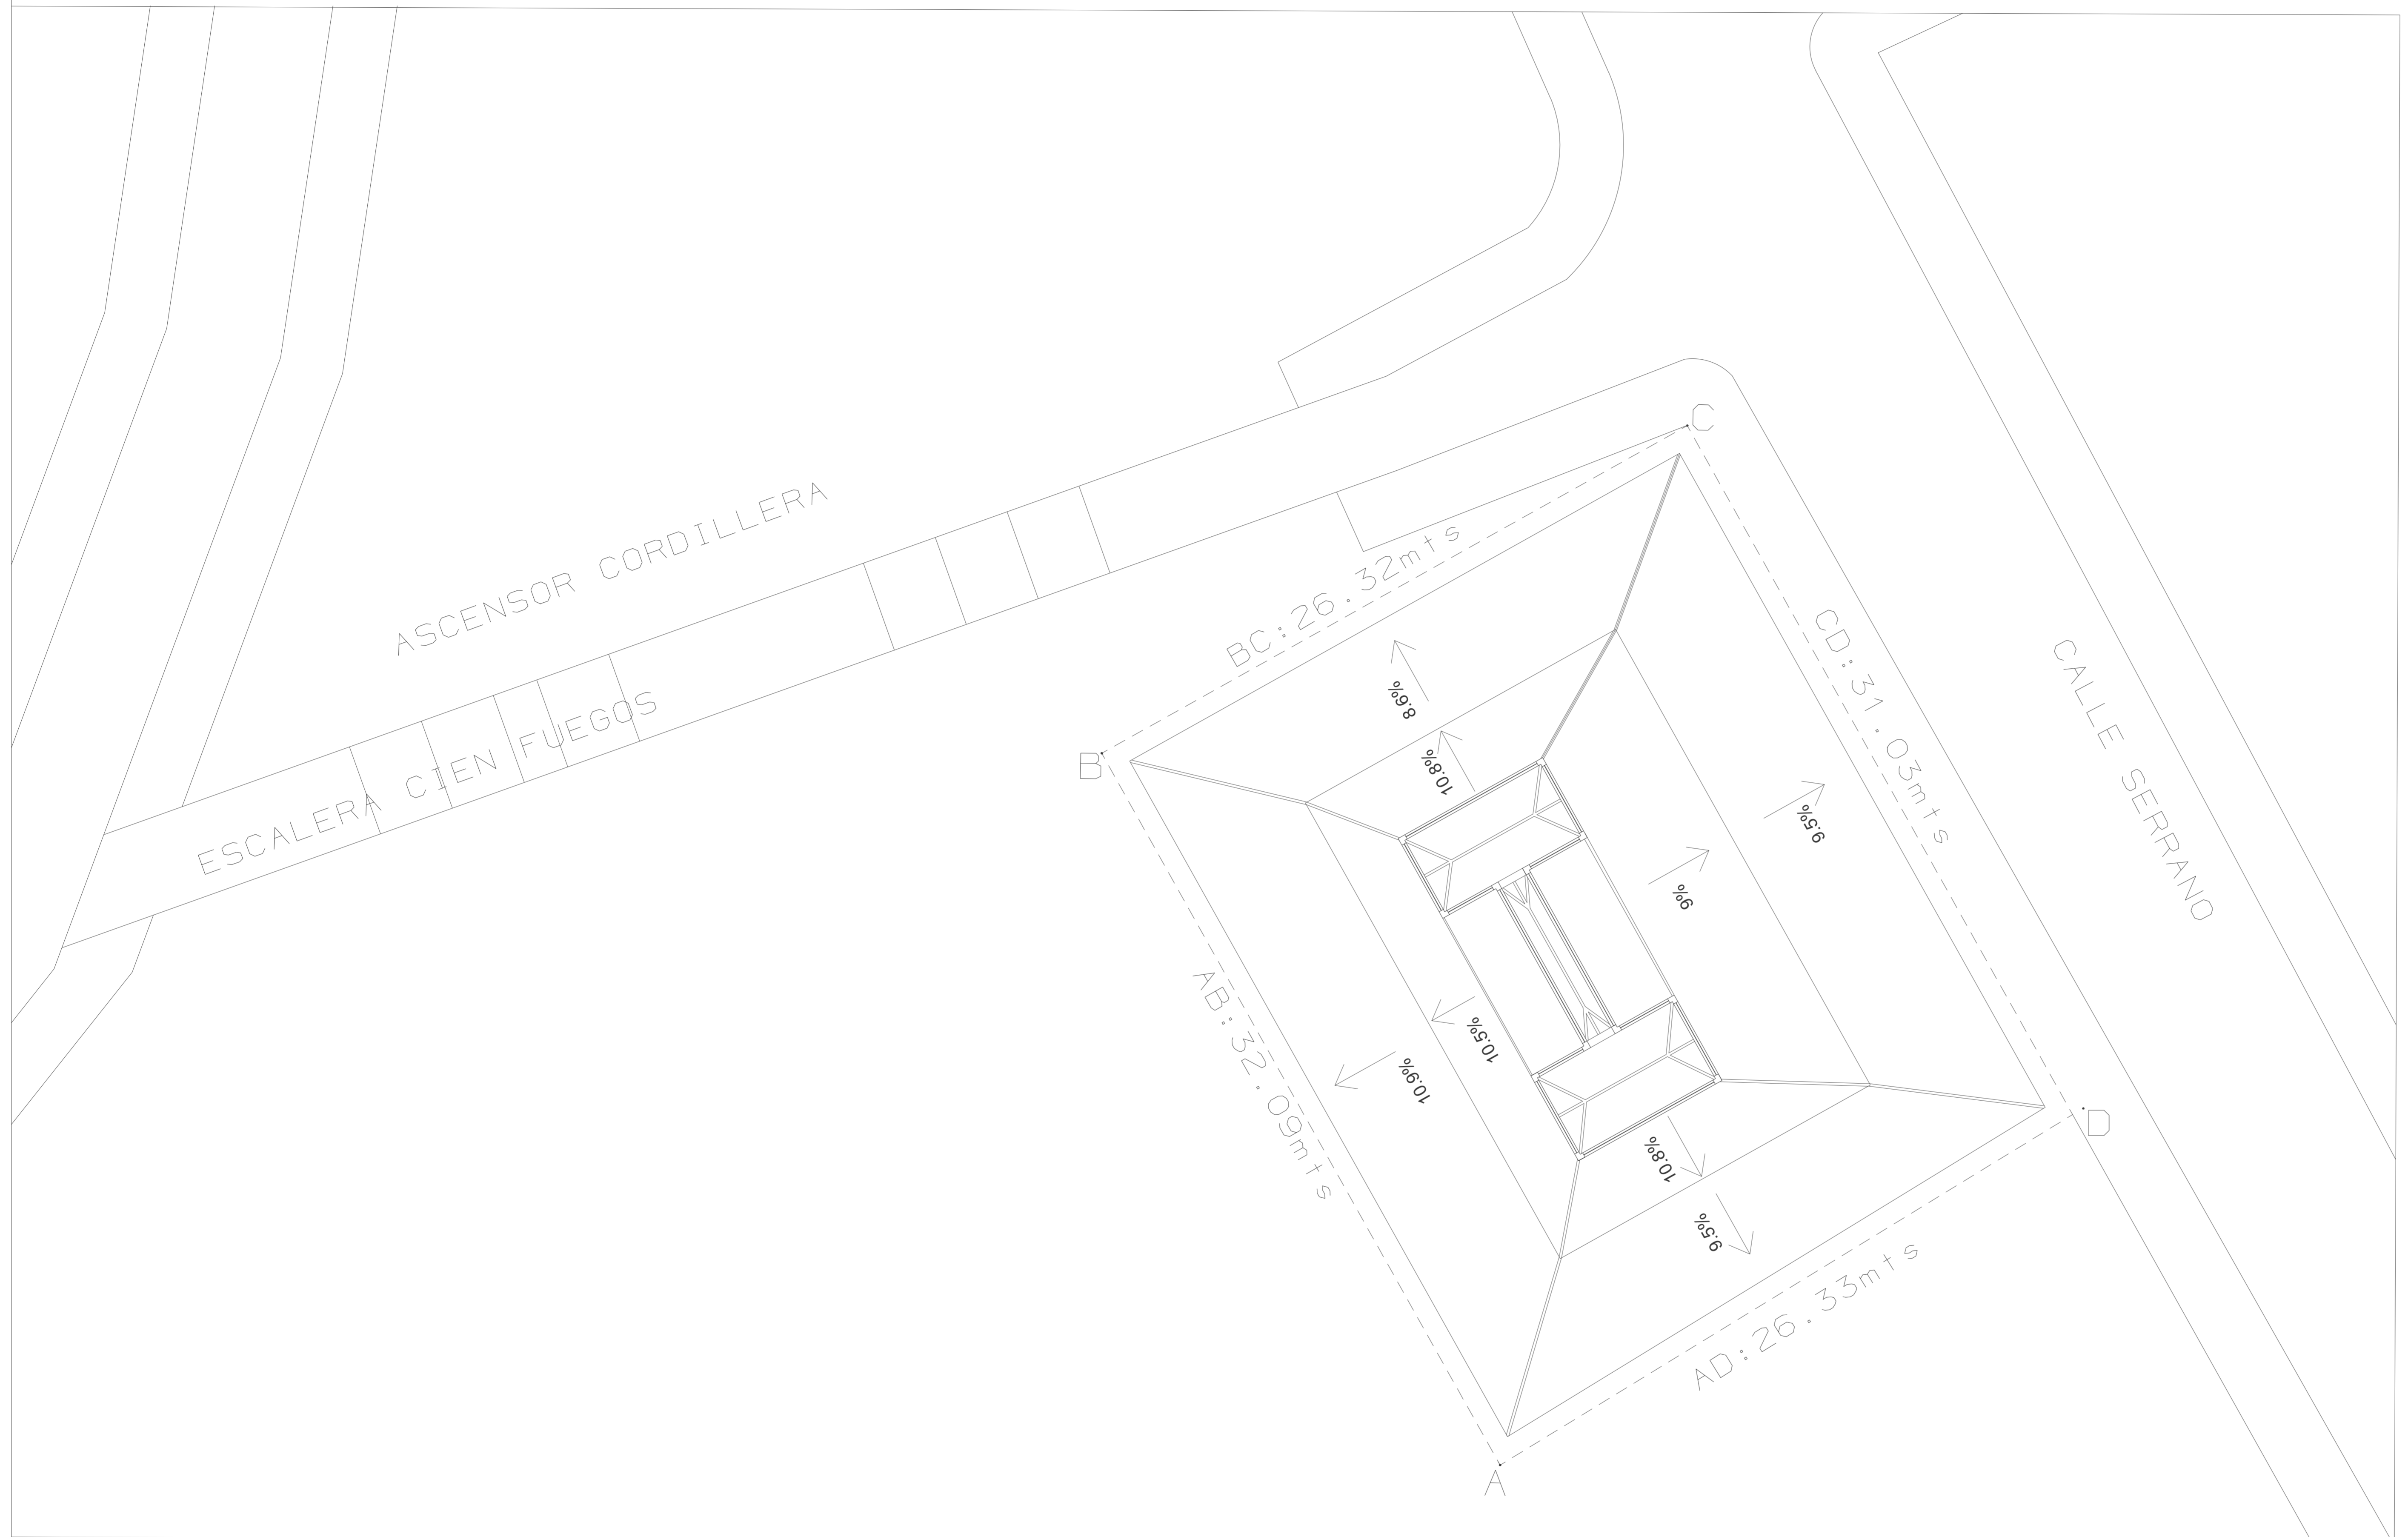 C
ASCENSOR CORDILLERA
BC:26.32mts
8.6%
CD:31.03mts
CALLE SERRANO
ESCALERA CIEN FUEGOS
B
10.8%
9.5%
9%
AB:32.09mts
10.5%
10.9%
D
10.8%
9.5%
AD:26.33mts
A